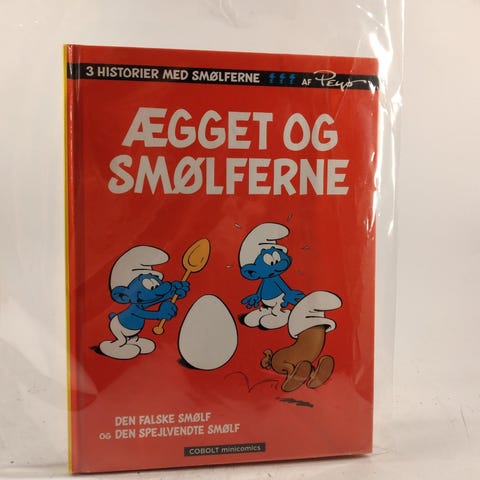 3 HISTORIER MED SMØLFERNE AF Peyo
ÆGGET OG
SMØLFERNE
DEN FALSKE SMØLF
OG DEN SPEJLVENDTE SMØLF
COBOLT minicomics